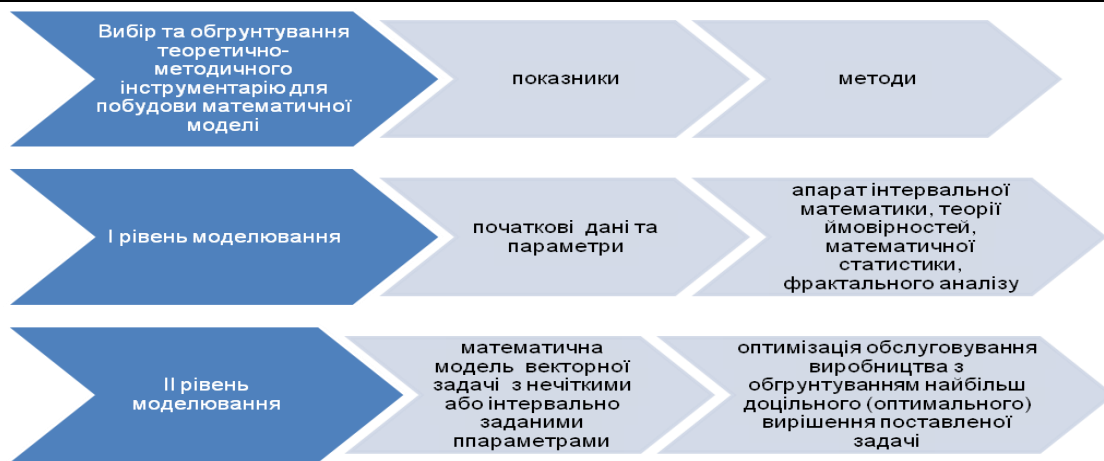 Вибір та обгрунтування
теоретично-
методичного
інструментарію для
побудови математичної
моделі
показники
методи
І рівень моделювання
початкові дані та
параметри
апарат інтервальної
математики, теорії
ймовірностей,
математичної
статистики,
фрактального аналізу
ІІ рівень
моделювання
математична
модель векторної
задачі з нечіткими
або інтервально
заданими
ппараметрами
оптимізація обслуговування
виробництва з
обгрунтуванням найбільш
доцільного (оптимального)
вирішення поставленої
задачі